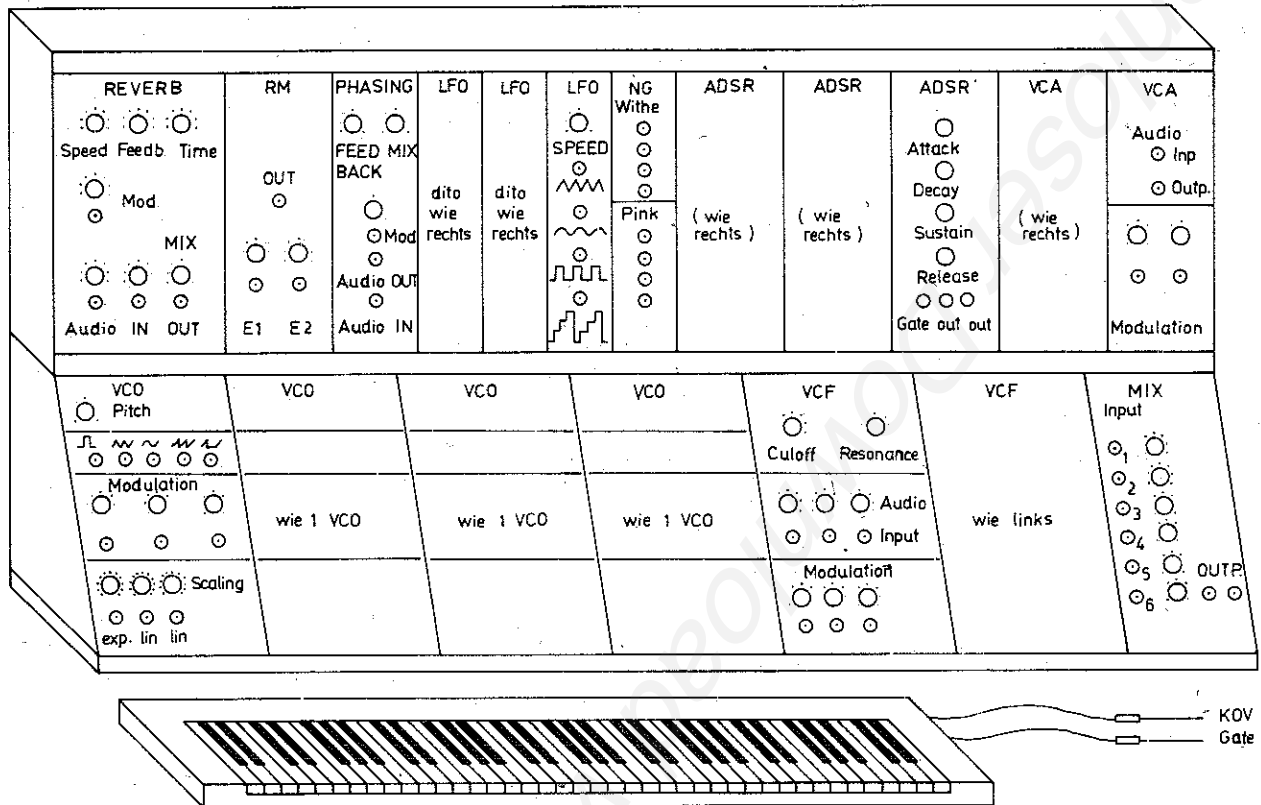 REVERB
Speed Feedb. Time
Mod.
MIX
Audio IN OUT
RM
OUT
E1 E2
PHASING
FEED MIX
BACK
Mod
Audio OUT
Audio IN
LFO
dito
wie
rechts
LFO
dito
wie
rechts
LFO
SPEED
NG
Withe
Pink
ADSR
( wie
rechts )
ADSR
( wie
rechts )
ADSR
Attack
Decay
Sustain
Release
Gate out out
VCA
( wie
rechts )
VCA
Audio
Inp
Outp.
Modulation
VCO
Pitch
Modulation
Scaling
exp. lin lin
VCO
wie 1 VCO
VCO
wie 1 VCO
VCO
wie 1 VCO
VCF
Culoff Resonance
Audio
Input
Modulation
VCF
wie links
MIX
Input
1
2
3
4
5 OUTP.
6
KOV
Gate